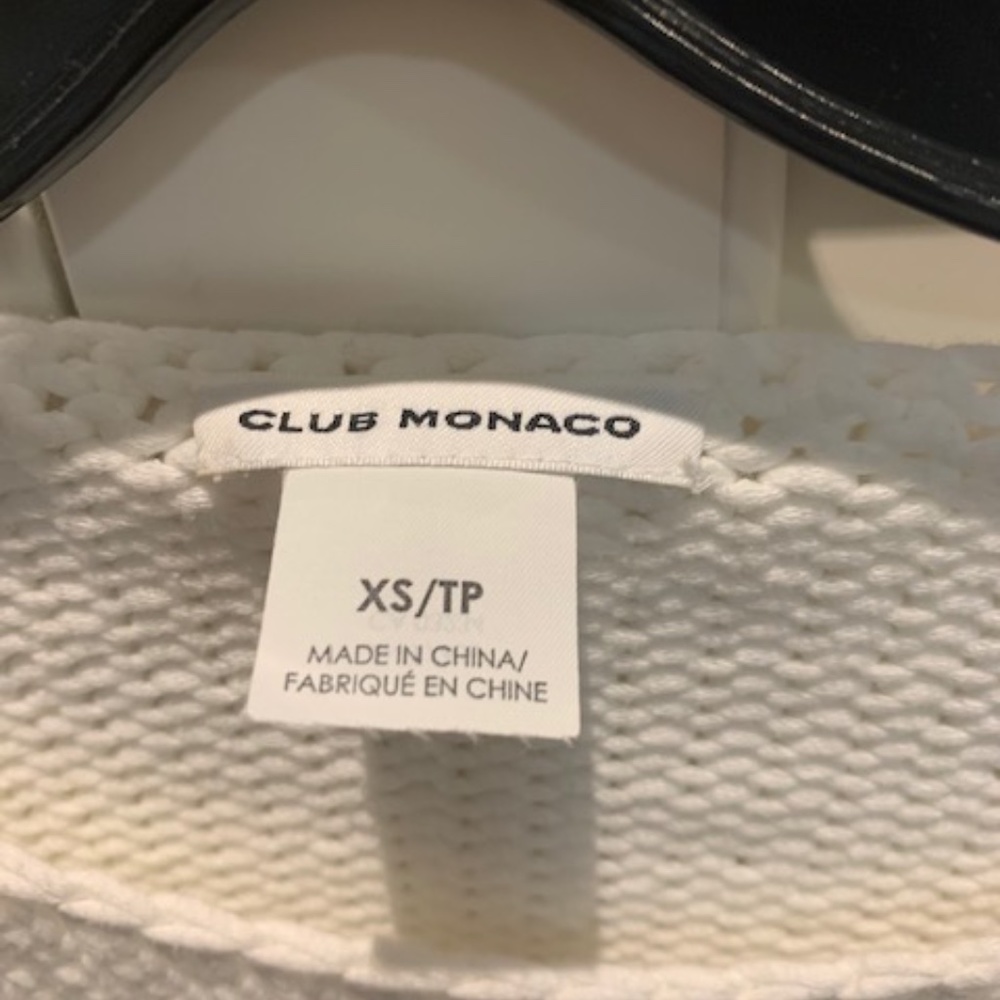 CLUB MONACO
XS/TP
MADE IN CHINA/
FABRIQUÉ EN CHINE